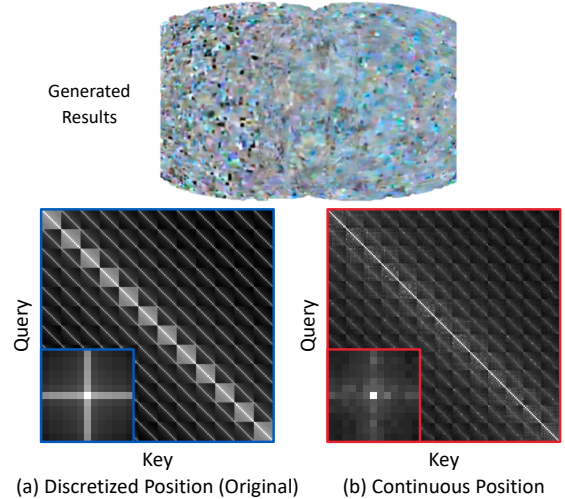 Generated
Results
Query
Query
Key
Key
(a) Discretized Position (Original)
(b) Continuous Position